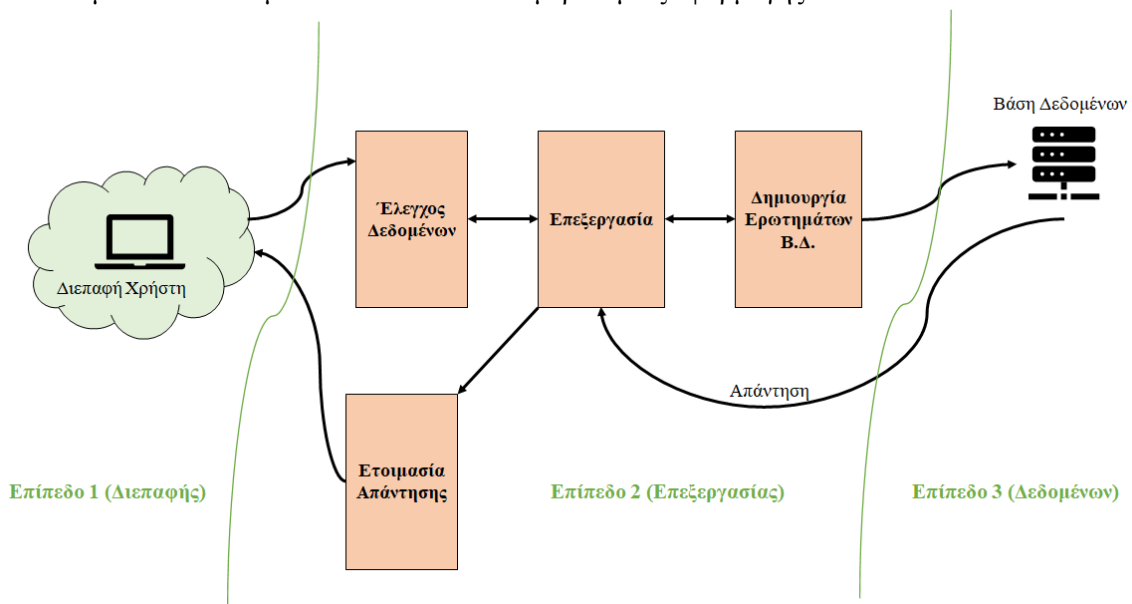 Βάση Δεδομένων
Έλεγχος
Δεδομένων
Επεξεργασία
Δημιουργία
Ερωτημάτων
Β.Δ.
Διεπαφή Χρήστη
Απάντηση
Ετοιμασία
Απάντησης
Επίπεδο 1 (Διεπαφής)
Επίπεδο 2 (Επεξεργασίας)
Επίπεδο 3 (Δεδομένων)